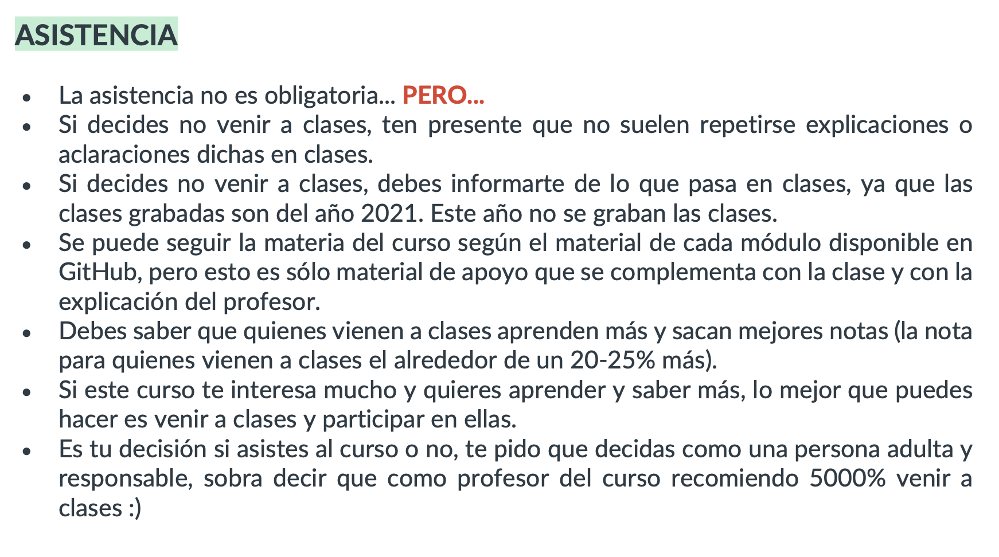 ASISTENCIA
• La asistencia no es obligatoria... PERO...
• Si decides no venir a clases, ten presente que no suelen repetirse explicaciones o
aclaraciones dichas en clases.
• Si decides no venir a clases, debes informarte de lo que pasa en clases, ya que las
clases grabadas son del año 2021. Este año no se graban las clases.
• Se puede seguir la materia del curso según el material de cada módulo disponible en
GitHub, pero esto es sólo material de apoyo que se complementa con la clase y con la
explicación del profesor.
• Debes saber que quienes vienen a clases aprenden más y sacan mejores notas (la nota
para quienes vienen a clases el alrededor de un 20-25% más).
• Si este curso te interesa mucho y quieres aprender y saber más, lo mejor que puedes
hacer es venir a clases y participar en ellas.
• Es tu decisión si asistes al curso o no, te pido que decidas como una persona adulta y
responsable, sobra decir que como profesor del curso recomiendo 5000% venir a
clases :)